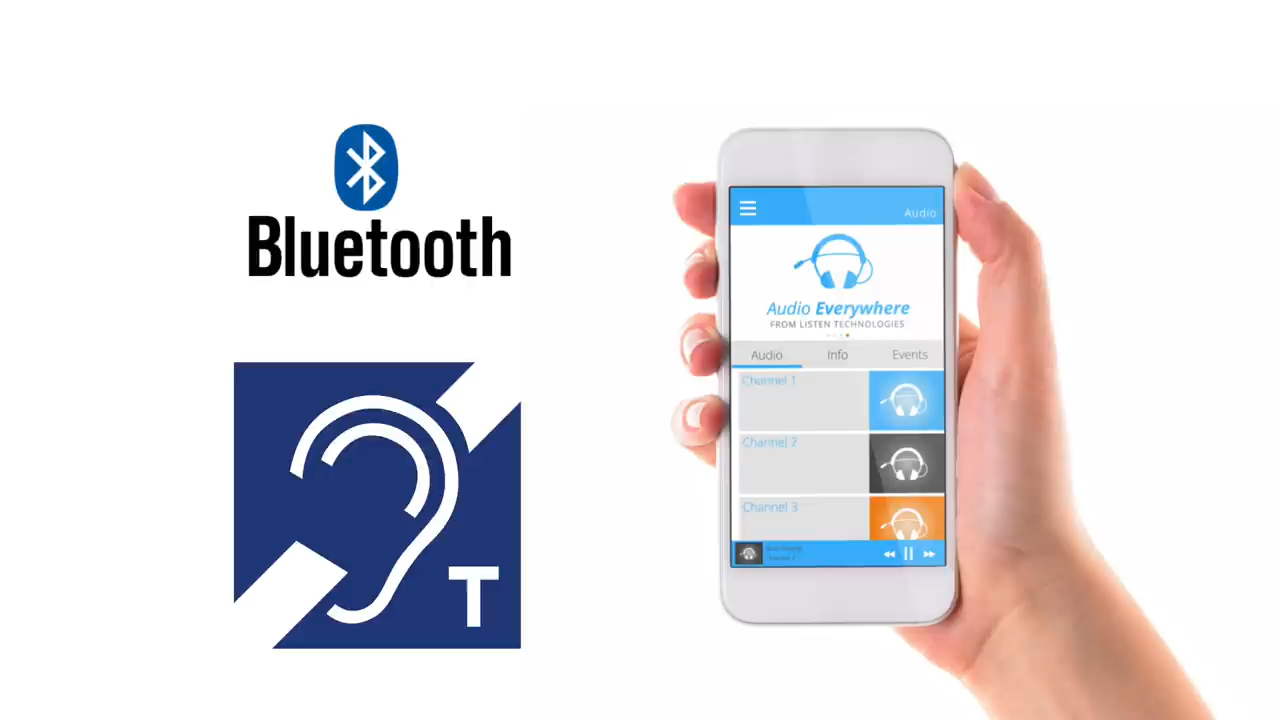 Bluetooth
T
Audio
Audio Everywhere
FROM LISTEN TECHNOLOGIES
Audio Info Events
Channel 1
Channel 2
Channel 3